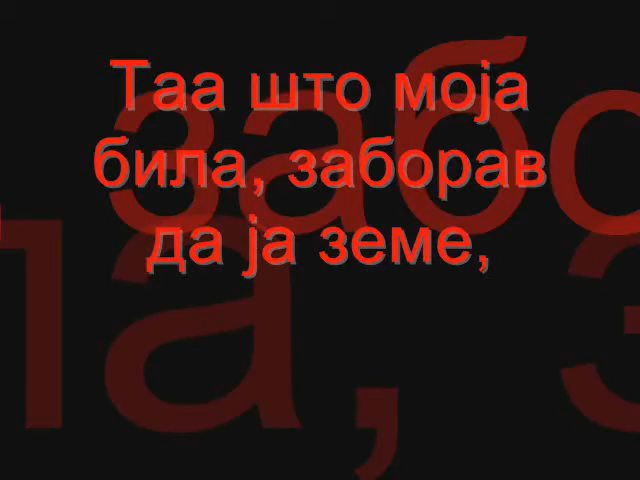 Таа што моја
била, заборав
да ја земе,